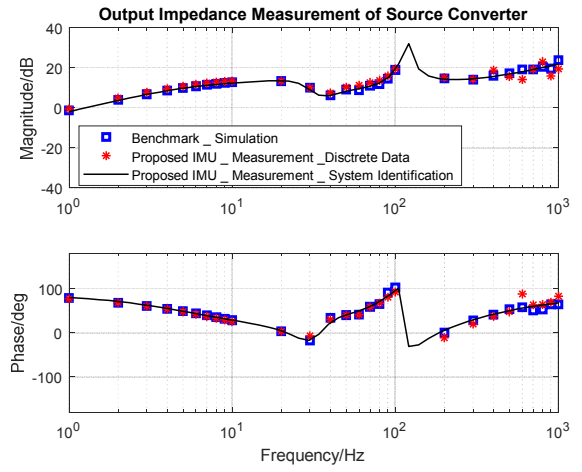 Output Impedance Measurement of Source Converter
Magnitude/dB
40
20
0
-20
-40
Benchmark _ Simulation
Proposed IMU _ Measurement _Disctrete Data
Proposed IMU _ Measurement _ System Identification
10^0
10^1
10^2
10^3
Phase/deg
100
0
-100
10^0
10^1
10^2
10^3
Frequency/Hz